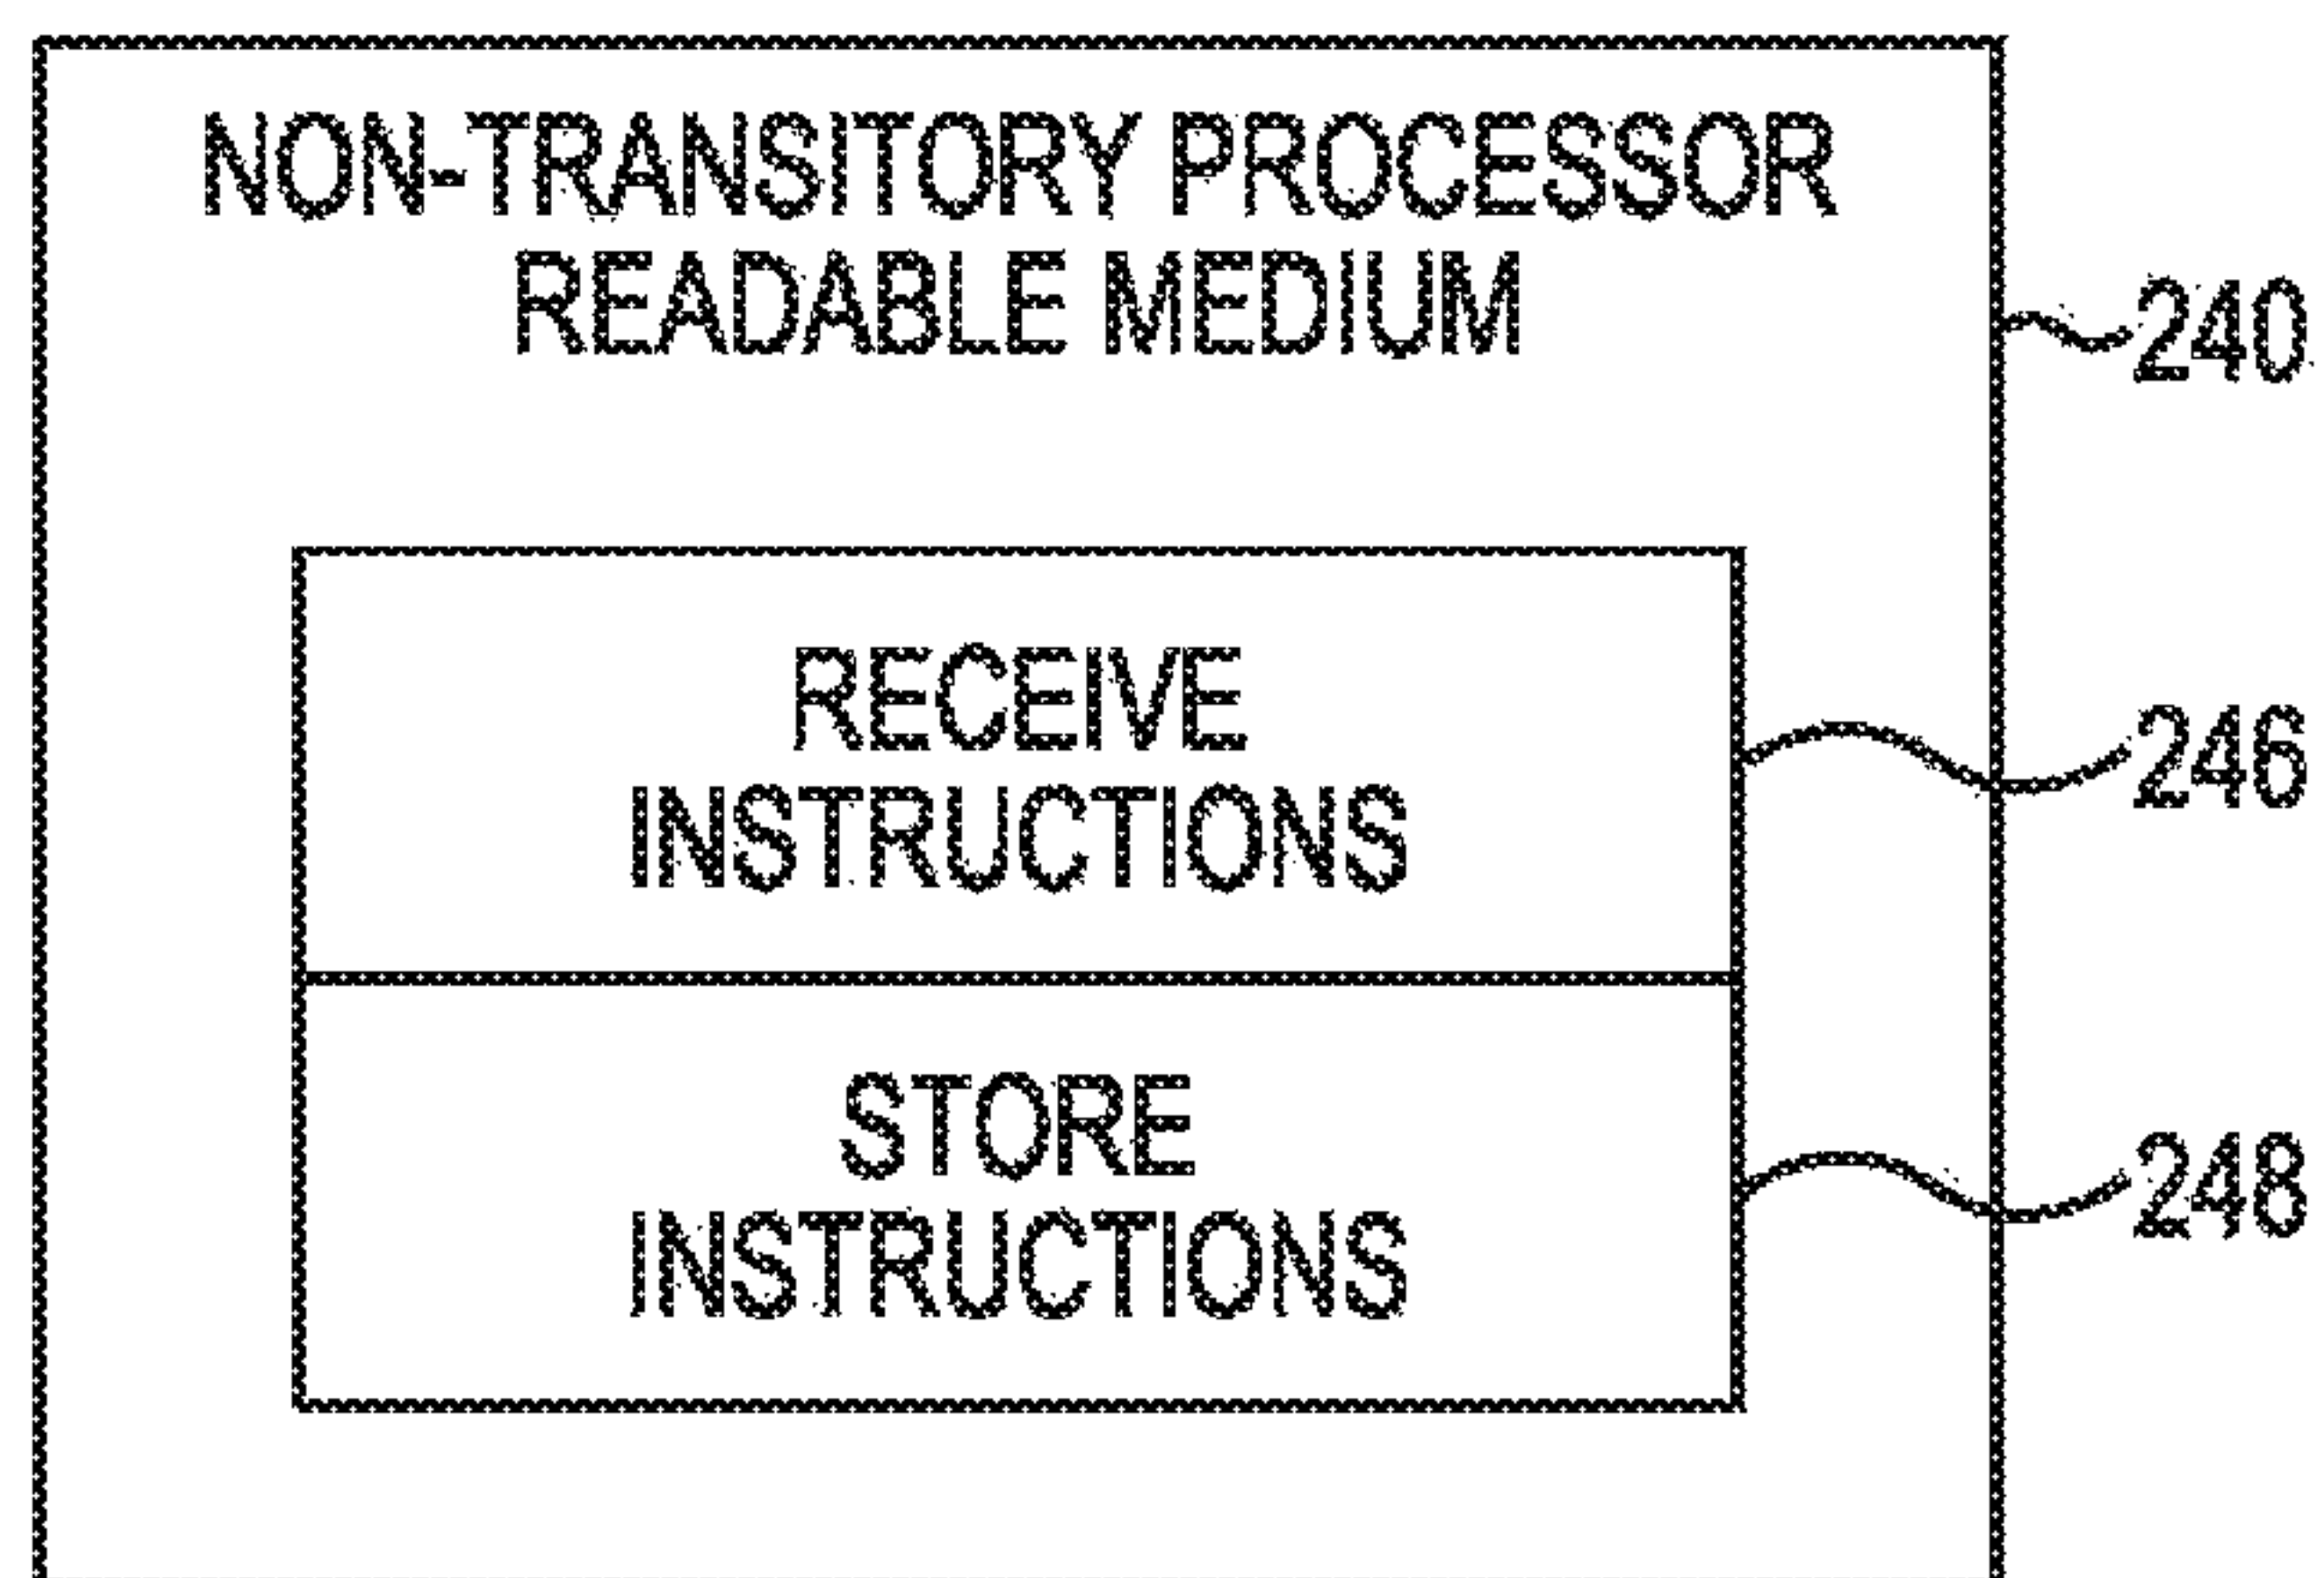 NON-TRANSITORY PROCESSOR
READABLE MEDIUM
240
RECEIVE
INSTRUCTIONS
246
STORE
INSTRUCTIONS
248